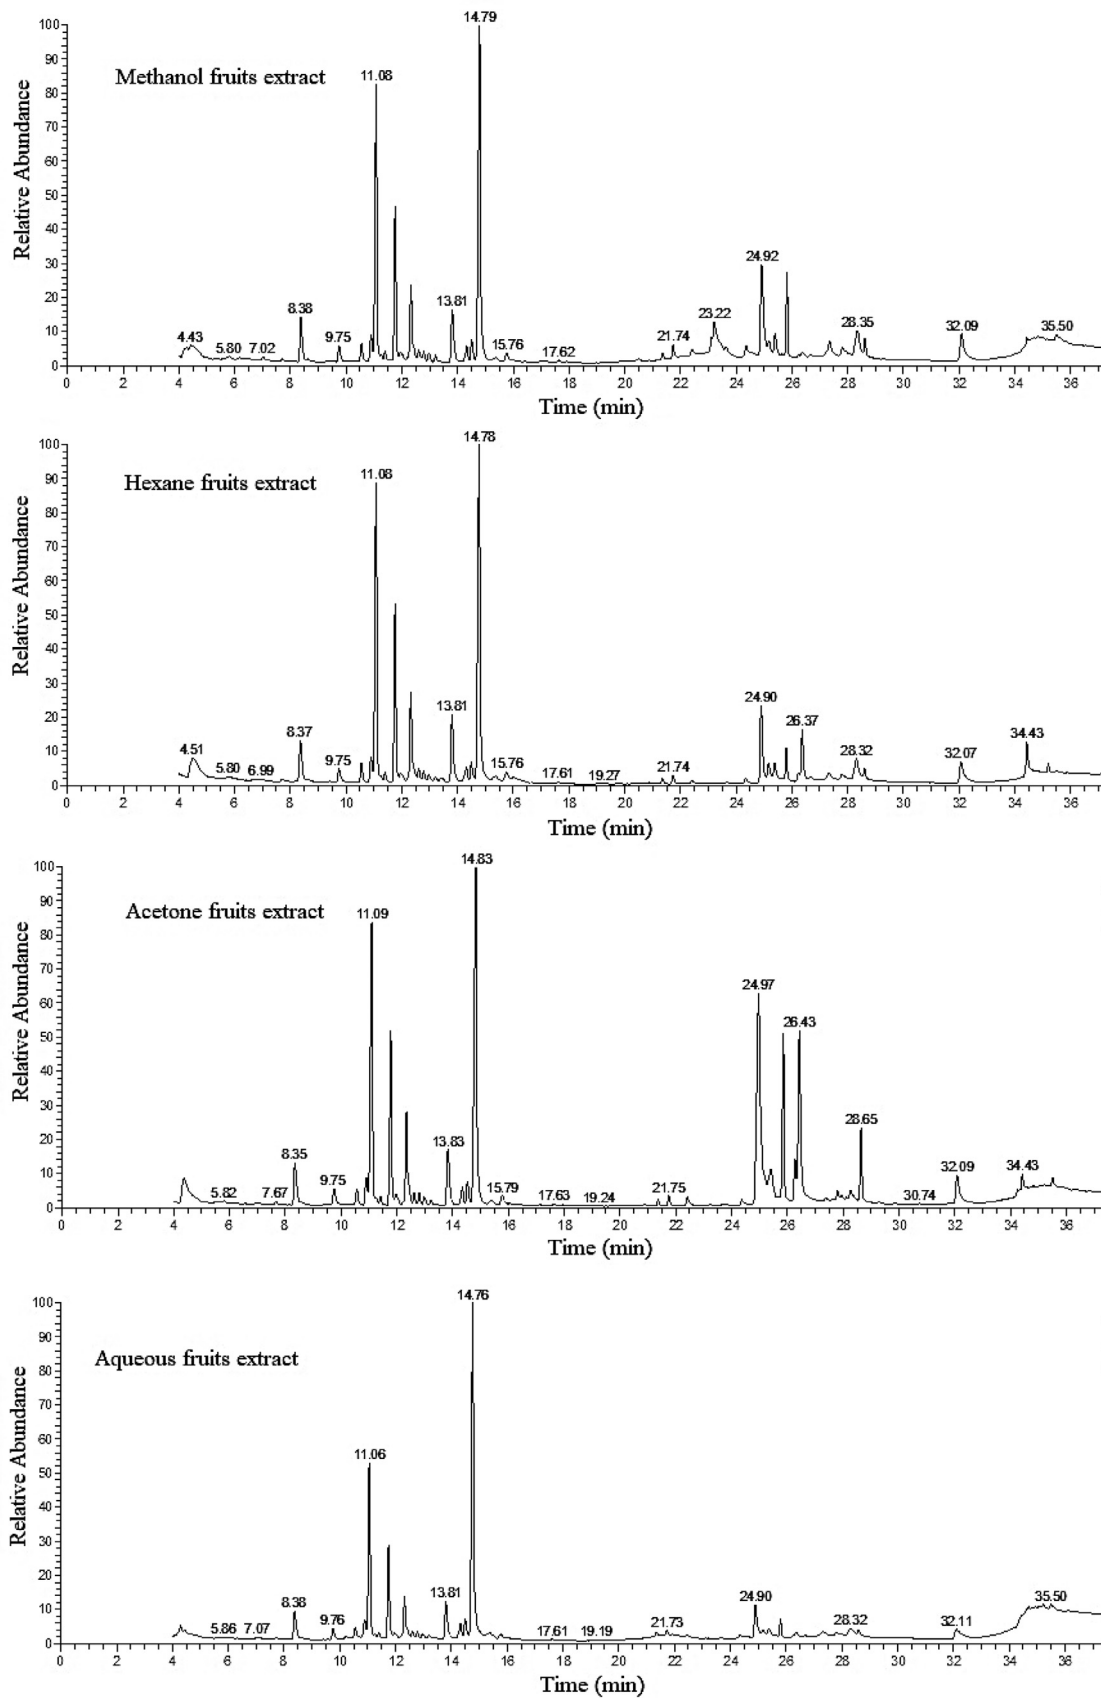 14.79
100
90
80
70
60
50
40
30
20
10
0
Relative Abundance
Methanol fruits extract
11.08
4.43 5.80 7.02 8.38 9.75 13.81 15.76 17.62 21.74 23.22 24.92 28.35 32.09 35.50
0 2 4 6 8 10 12 14 16 18 20 22 24 26 28 30 32 34 36
Time (min)
14.78
100
90
80
70
60
50
40
30
20
10
0
Relative Abundance
Hexane fruits extract
11.08
4.51 5.80 6.99 8.37 9.75 13.81 15.76 17.61 19.27 21.74 24.90 26.37 28.32 32.07 34.43
0 2 4 6 8 10 12 14 16 18 20 22 24 26 28 30 32 34 36
Time (min)
14.83
100
90
80
70
60
50
40
30
20
10
0
Relative Abundance
Acetone fruits extract
11.09
5.82 7.67 8.35 9.75 13.83 15.79 17.63 19.24 21.75 24.97 26.43 28.65 30.74 32.09 34.43
0 2 4 6 8 10 12 14 16 18 20 22 24 26 28 30 32 34 36
Time (min)
14.76
100
90
80
70
60
50
40
30
20
10
0
Relative Abundance
Aqueous fruits extract
11.06
5.86 7.07 8.38 9.76 13.81 17.61 19.19 21.73 24.90 28.32 32.11 35.50
0 2 4 6 8 10 12 14 16 18 20 22 24 26 28 30 32 34 36
Time (min)